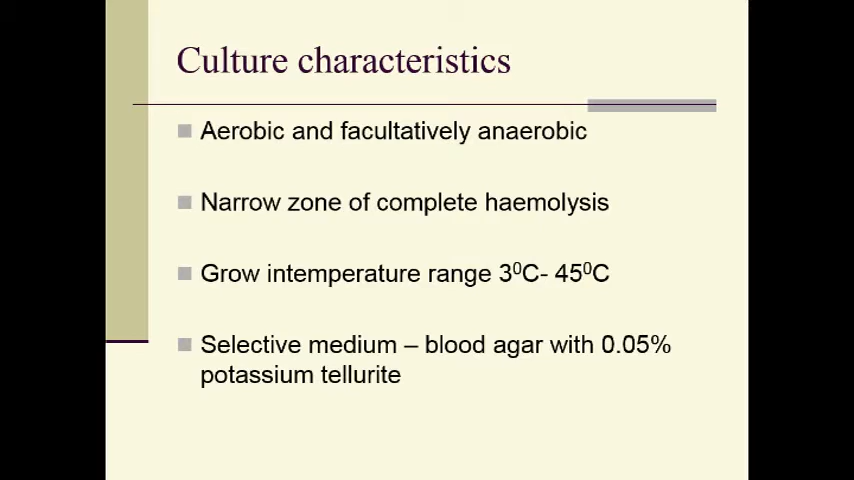 Culture characteristics
Aerobic and facultatively anaerobic
Narrow zone of complete haemolysis
Grow intemperature range 3⁰C- 45⁰C
Selective medium – blood agar with 0.05%
potassium tellurite